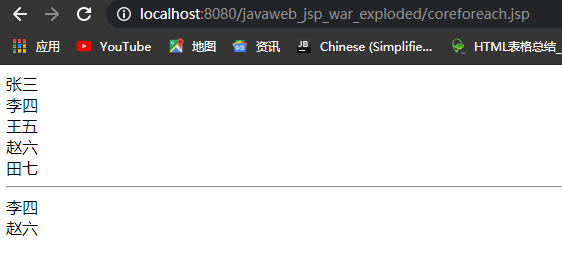 localhost:8080/javaweb_jsp_war_exploded/coreforeach.jsp
应用 YouTube 地图 资讯 JB Chinese (Simplifie... HTML表格总结_
张三
李四
王五
赵六
田七
李四
赵六